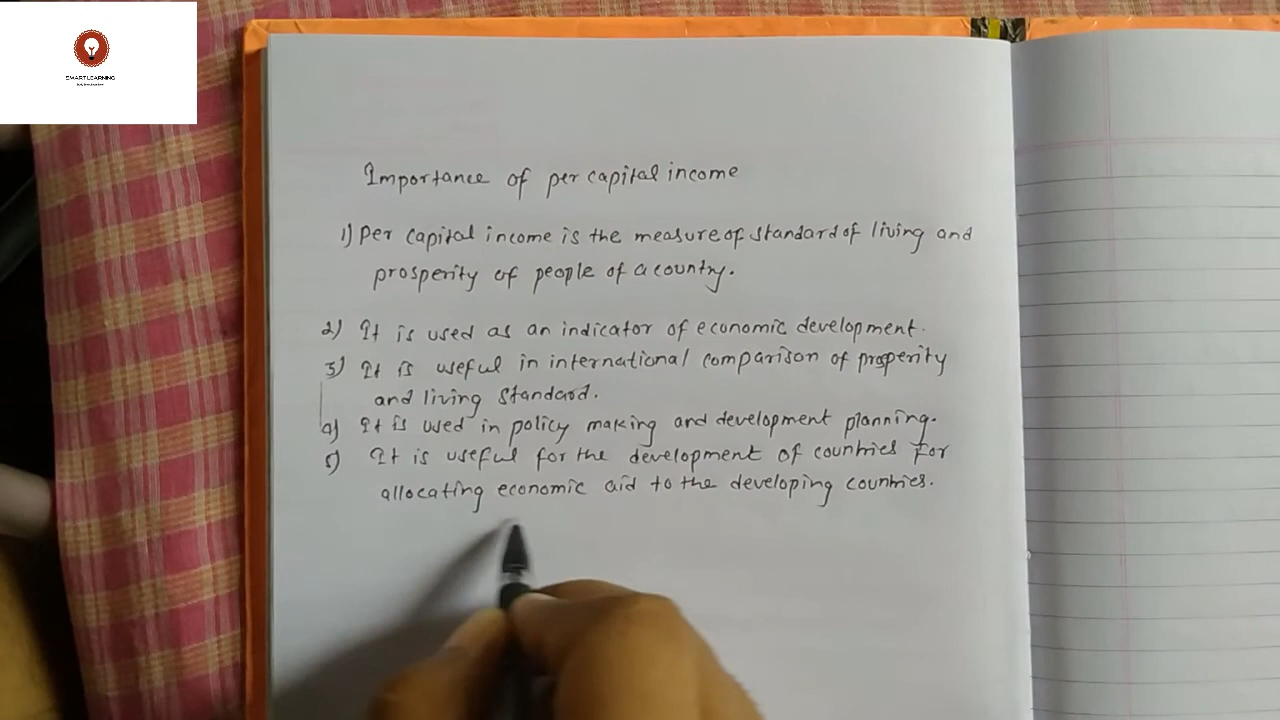 SMART LEARNING
Importance of per capital income
1) Per capital income is the measure of standard of living and
prosperity of people of a country.
2) It is used as an indicator of economic development.
3) It is useful in international comparison of prosperity
and living standard.
4) It is used in policy making and development planning.
5) It is useful for the development of countries for
allocating economic aid to the developing countries.